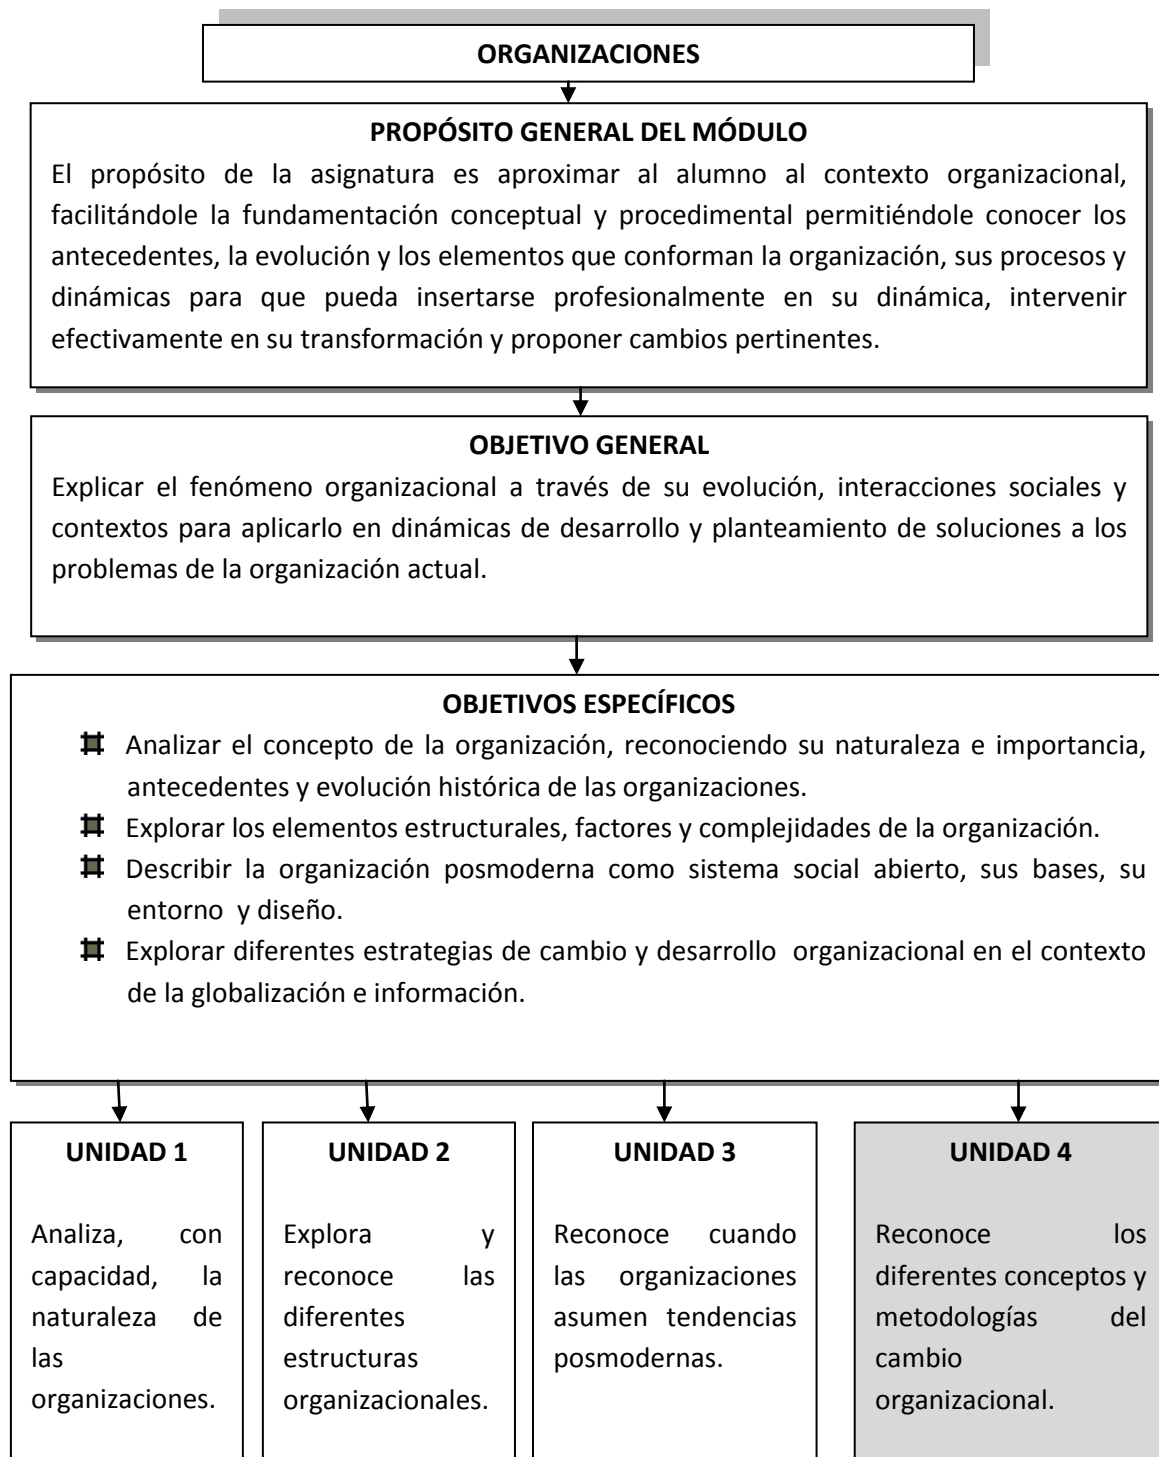 ORGANIZACIONES
PROPÓSITO GENERAL DEL MÓDULO
El propósito de la asignatura es aproximar al alumno al contexto organizacional,
facilitándole la fundamentación conceptual y procedimental permitiéndole conocer los
antecedentes, la evolución y los elementos que conforman la organización, sus procesos y
dinámicas para que pueda insertarse profesionalmente en su dinámica, intervenir
efectivamente en su transformación y proponer cambios pertinentes.
OBJETIVO GENERAL
Explicar el fenómeno organizacional a través de su evolución, interacciones sociales y
contextos para aplicarlo en dinámicas de desarrollo y planteamiento de soluciones a los
problemas de la organización actual.
OBJETIVOS ESPECÍFICOS
Analizar el concepto de la organización, reconociendo su naturaleza e importancia,
antecedentes y evolución histórica de las organizaciones.
Explorar los elementos estructurales, factores y complejidades de la organización.
Describir la organización posmoderna como sistema social abierto, sus bases, su
entorno y diseño.
Explorar diferentes estrategias de cambio y desarrollo organizacional en el contexto
de la globalización e información.
UNIDAD 1
Analiza, con
capacidad, la
naturaleza de
las
organizaciones.
UNIDAD 2
Explora y
reconoce las
diferentes
estructuras
organizacionales.
UNIDAD 3
Reconoce cuando
las organizaciones
asumen tendencias
posmodernas.
UNIDAD 4
Reconoce los
diferentes conceptos y
metodologías del
cambio
organizacional.